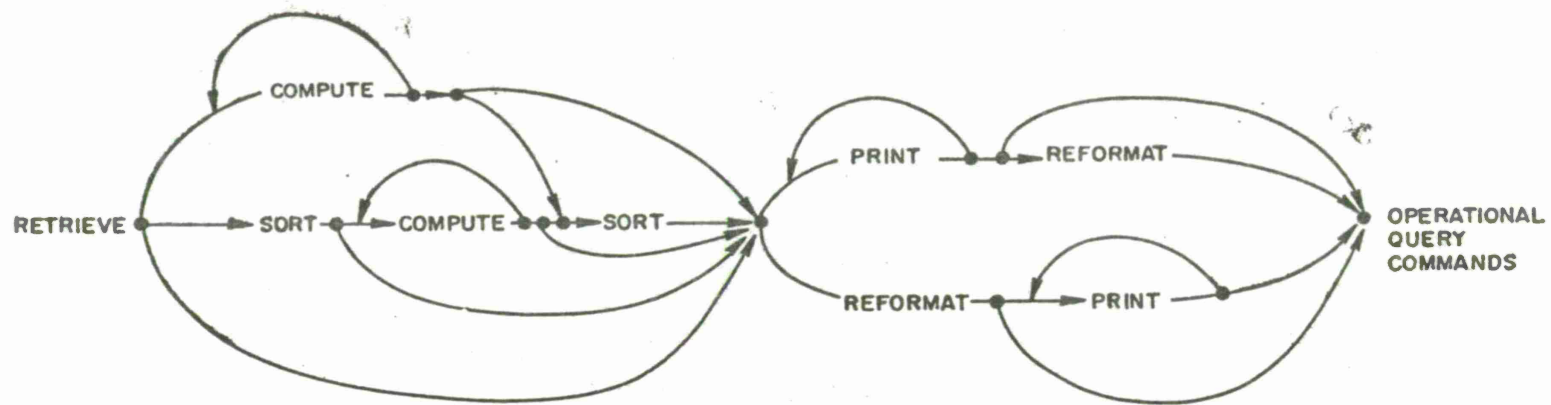 COMPUTE
PRINT
REFORMAT
RETRIEVE
SORT
COMPUTE
SORT
OPERATIONAL
QUERY
COMMANDS
REFORMAT
PRINT